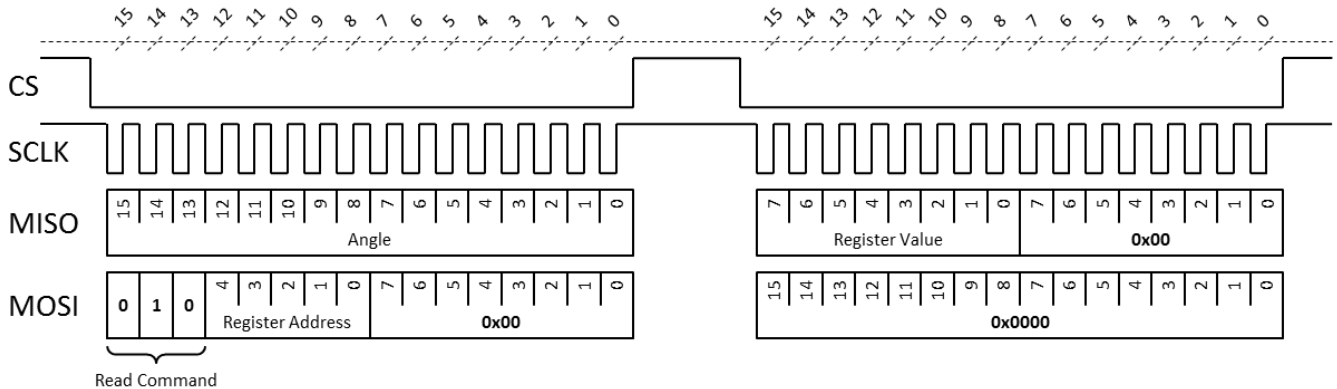 15 14 13 12 11 10 9 8 7 6 5 4 3 2 1 0 15 14 13 12 11 10 9 8 7 6 5 4 3 2 1 0
CS
SCLK
MISO 15 14 13 12 11 10 9 8 7 6 5 4 3 2 1 0 7 6 5 4 3 2 1 0 7 6 5 4 3 2 1 0
Angle Register Value 0x00
MOSI 0 1 0 4 3 2 1 0 7 6 5 4 3 2 1 0 15 14 13 12 11 10 9 8 7 6 5 4 3 2 1 0
Register Address 0x00 0x0000
Read Command